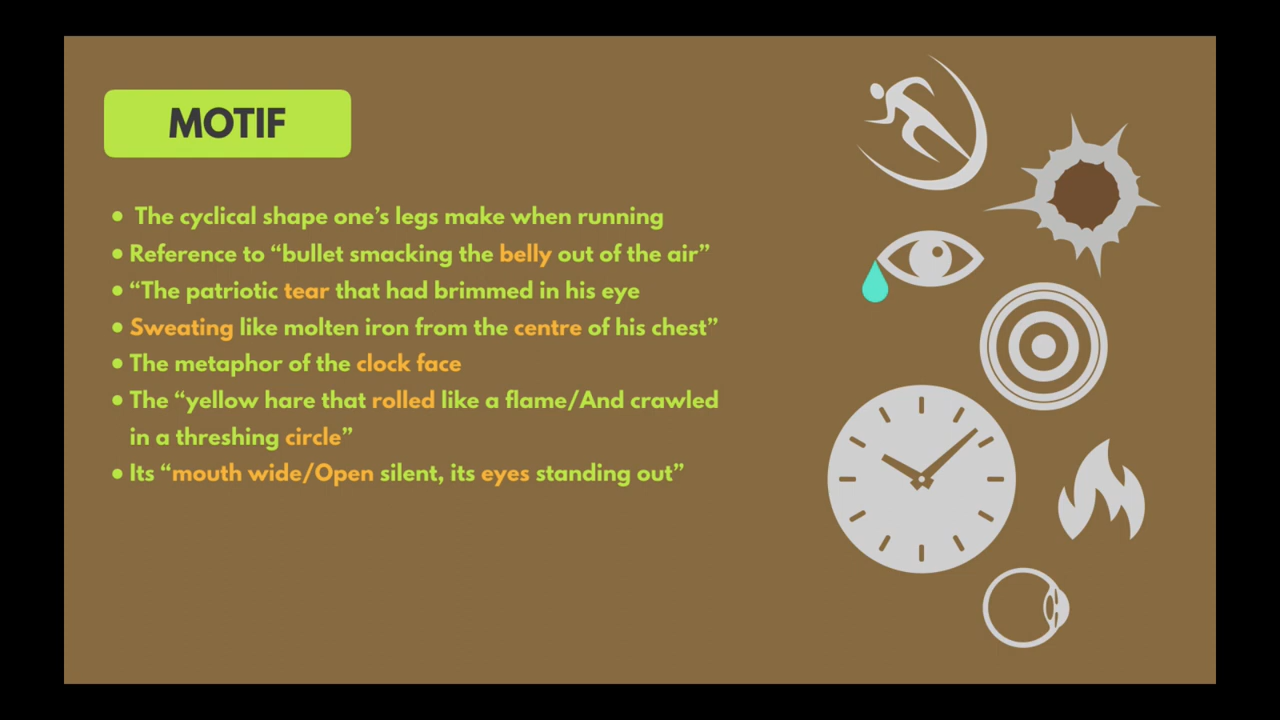 MOTIF
• The cyclical shape one’s legs make when running
• Reference to “bullet smacking the belly out of the air”
• “The patriotic tear that had brimmed in his eye
• Sweating like molten iron from the centre of his chest”
• The metaphor of the clock face
• The “yellow hare that rolled like a flame/And crawled
in a threshing circle”
• Its “mouth wide/Open silent, its eyes standing out”